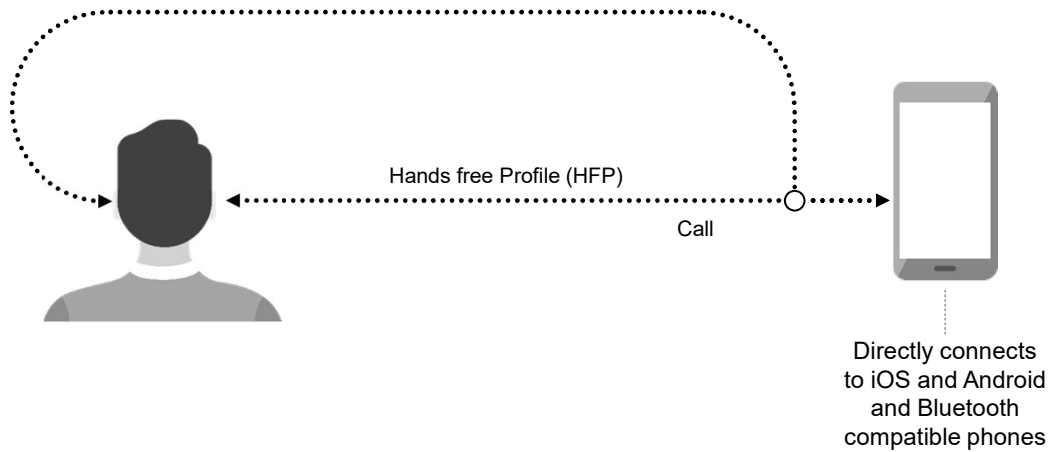 Hands free Profile (HFP)
Call
Directly connects
to iOS and Android
and Bluetooth
compatible phones